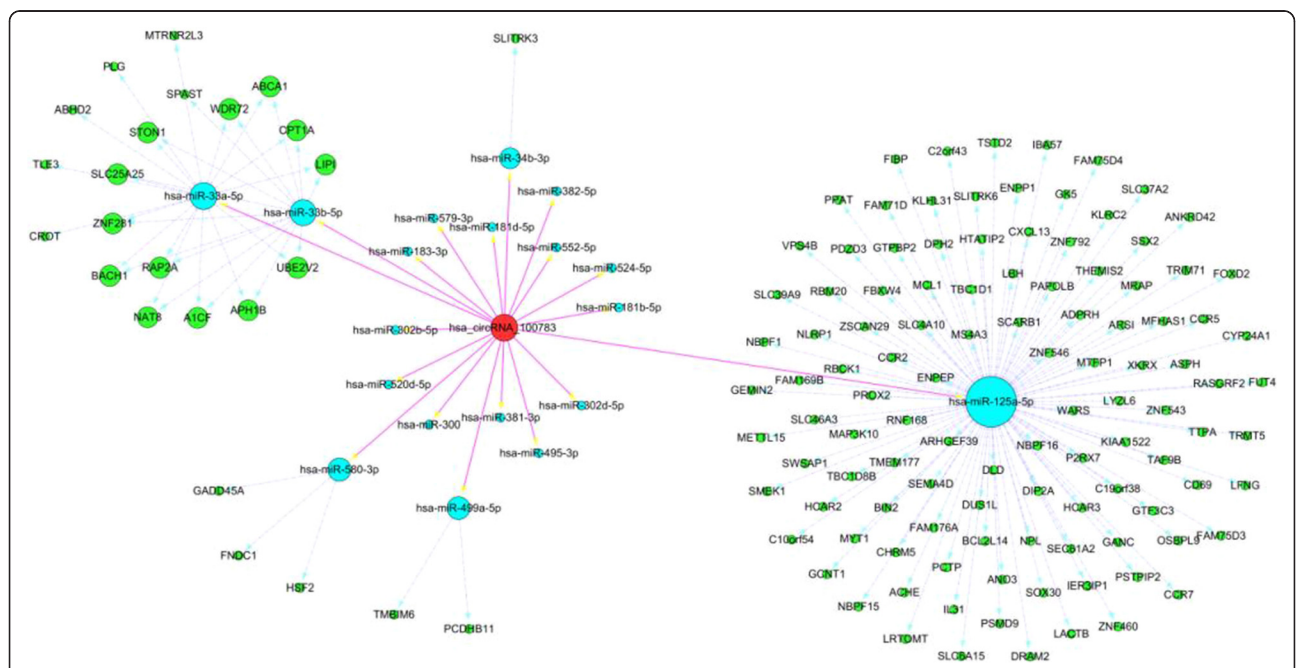 MTRNR2L3
PLG
SPAST
ABCA1
ABHD2
WDR72
STON1
CPT1A
TLE3
SLC25A25
LIPI
hsa-miR-33a-5p
hsa-miR-33b-5p
ZNF281
CROT
BACH1
RAP2A
UBE2V2
NAT8
A1CF
APH1B
SLITRK3
hsa-miR-34b-3p
hsa-miR-382-5p
hsa-miR-579-3p
hsa-miR-181d-5p
hsa-miR-183-3p
hsa-miR-552-5p
hsa-miR-524-5p
hsa-miR-181b-5p
hsa_circRNA_100783
hsa-miR-302b-5p
hsa-miR-520d-5p
hsa-miR-300
hsa-miR-381-3p
hsa-miR-302d-5p
hsa-miR-495-3p
hsa-miR-580-3p
hsa-miR-499a-5p
GADD45A
FNDC1
HSF2
TMBIM6
PCDHB11
TSTD2
IBA57
C2orf43
FIBP
FAM75D4
PPAT
FAM71D
KLHL31
SLITRK6
ENPP1
GK5
SLC37A2
KLRC2
ANKRD42
VPS4B
PDZD3
GTPBP2
DPH2
HTATIP2
CXCL13
ZNF792
SSX2
SLC39A9
RBM20
FBXW4
MCL1
TBC1D1
LBH
PAPOLB
THEMIS2
MRAP
TRIM71
FOXD2
NBPF1
NLRP1
ZSCAN29
SLC4A10
MS4A3
SCARB1
ADPRH
ARSI
MFHAS1
CCR5
CYP24A1
CCR2
ZNF546
MTFP1
XKRX
ASPH
GEMIN2
FAM169B
RBCK1
ENPEP
RASGRF2
FUT4
PROX2
hsa-miR-125a-5p
WARS
LYZL6
ZNF543
METTL15
SLC46A3
MAP3K10
RNF168
ARHGEF39
NBPF16
KIAA1522
TTPA
TRMT5
SWSAP1
TBC1D8B
TMEM177
DLD
P2RX7
TAF9B
SMEK1
SEMA4D
DIP2A
C19orf38
CD69
LFNG
HCAR2
BIN2
DUS1L
HCAR3
GTF3C3
C10orf54
MYT1
FAM176A
BCL2L14
NPL
SEC61A2
GANC
OSBPL9
FAM75D3
CHRM5
GCNT1
PCTP
ANO3
IER3IP1
PSTPIP2
NBPF15
ACHE
IL31
SOX30
CCR7
LRTOMT
PSMD9
LACTB
ZNF460
SLC6A15
DRAM2